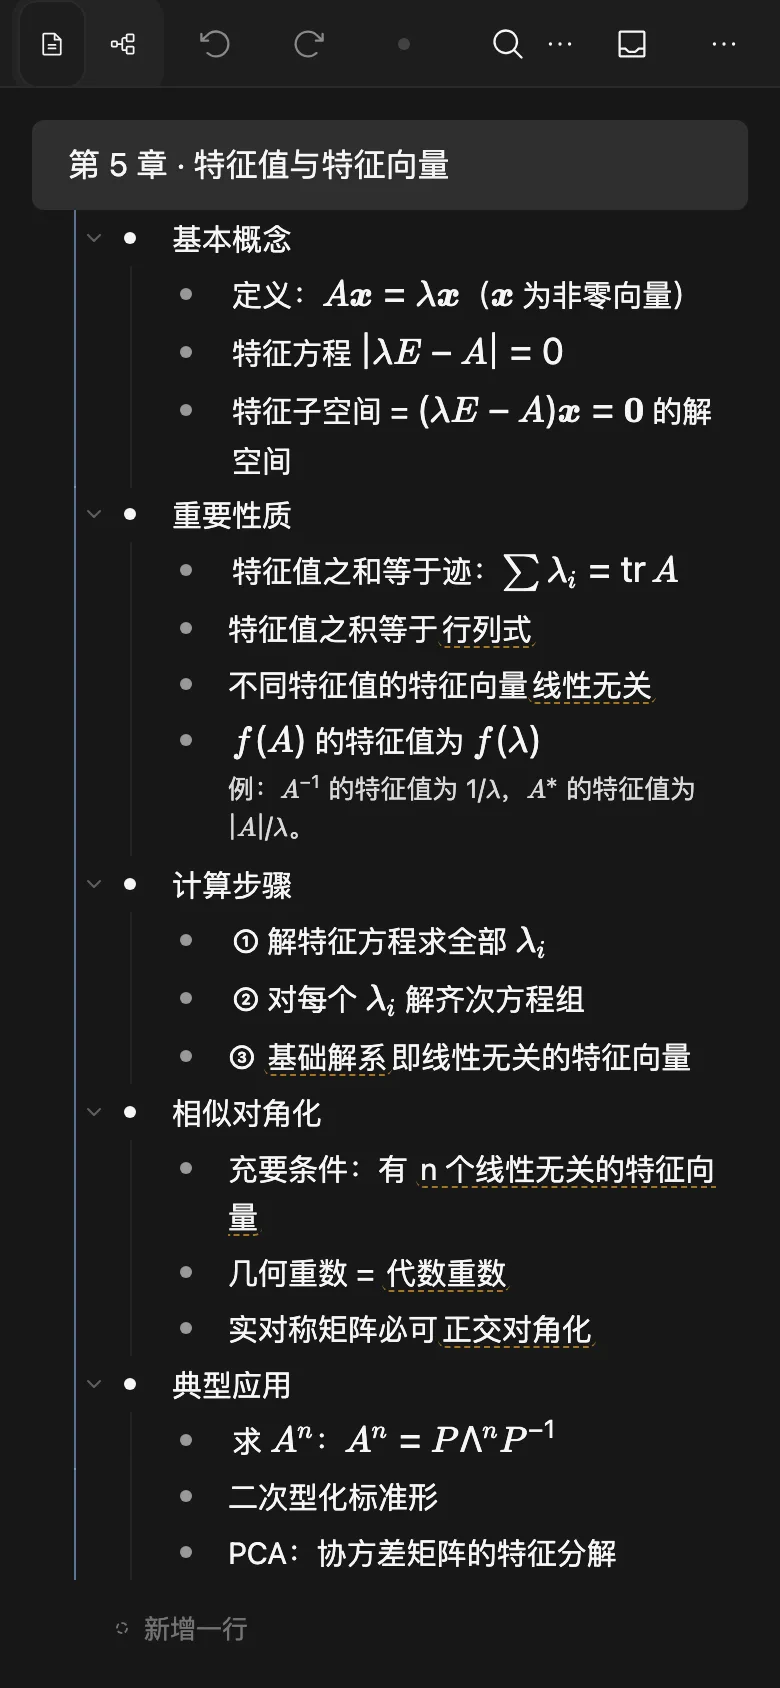 第 5 章 · 特征值与特征向量
基本概念
定义：Ax = λx（x 为非零向量）
特征方程 |λE − A| = 0
特征子空间 = (λE − A)x = 0 的解
空间
重要性质
特征值之和等于迹：∑ λᵢ = tr A
特征值之积等于行列式
不同特征值的特征向量线性无关
f(A) 的特征值为 f(λ)
例：A⁻¹ 的特征值为 1/λ，A* 的特征值为
|A|/λ。
计算步骤
① 解特征方程求全部 λᵢ
② 对每个 λᵢ 解齐次方程组
③ 基础解系即线性无关的特征向量
相似对角化
充要条件：有 n 个线性无关的特征向
量
几何重数 = 代数重数
实对称矩阵必可正交对角化
典型应用
求 Aⁿ：Aⁿ = PΛⁿP⁻¹
二次型化标准形
PCA：协方差矩阵的特征分解
新增一行